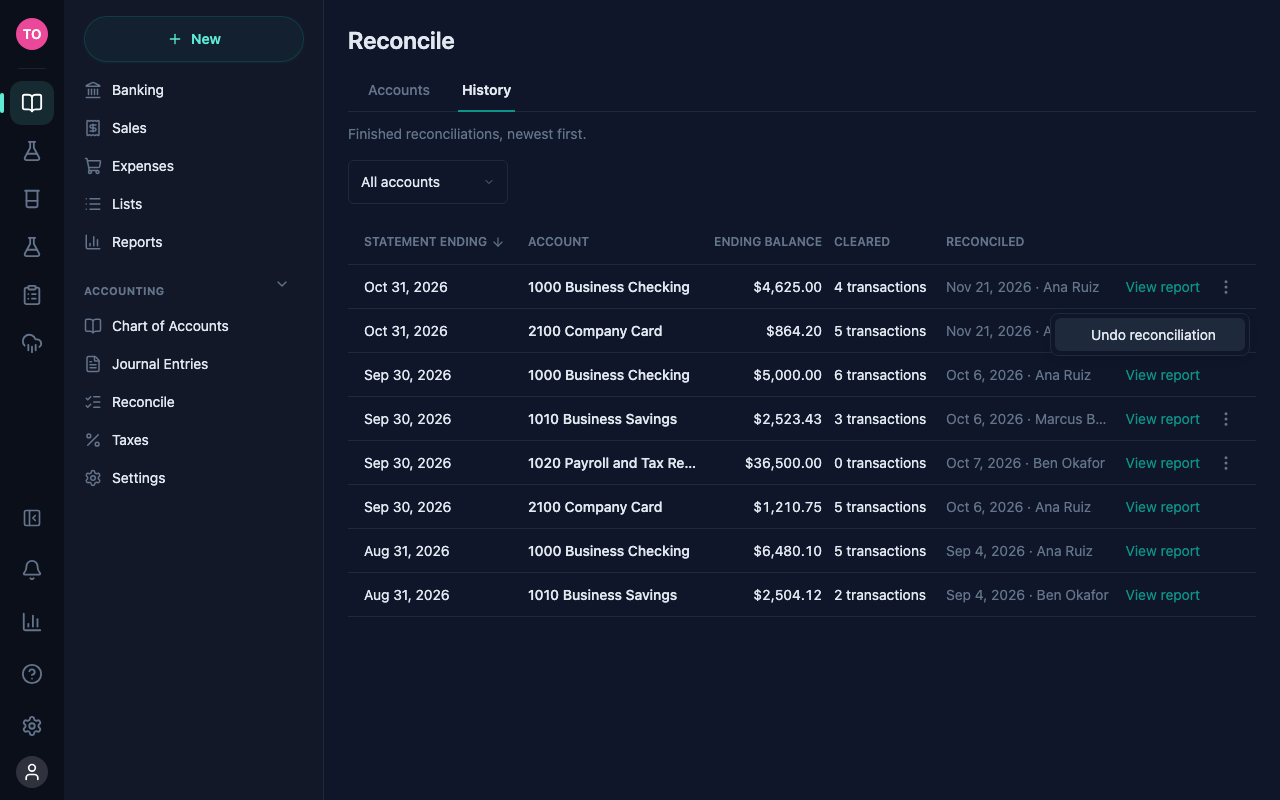 TO
New
Banking
Sales
Expenses
Lists
Reports
ACCOUNTING
Chart of Accounts
Journal Entries
Reconcile
Taxes
Settings
Reconcile
Accounts History
Finished reconciliations, newest first.
All accounts
STATEMENT ENDING ACCOUNT ENDING BALANCE CLEARED RECONCILED
Oct 31, 2026 1000 Business Checking $4,625.00 4 transactions Nov 21, 2026 · Ana Ruiz View report
Oct 31, 2026 2100 Company Card $864.20 5 transactions Nov 21, 2026 · A
Undo reconciliation
Sep 30, 2026 1000 Business Checking $5,000.00 6 transactions Oct 6, 2026 · Ana Ruiz View report
Sep 30, 2026 1010 Business Savings $2,523.43 3 transactions Oct 6, 2026 · Marcus B... View report
Sep 30, 2026 1020 Payroll and Tax Re... $36,500.00 0 transactions Oct 7, 2026 · Ben Okafor View report
Sep 30, 2026 2100 Company Card $1,210.75 5 transactions Oct 6, 2026 · Ana Ruiz View report
Aug 31, 2026 1000 Business Checking $6,480.10 5 transactions Sep 4, 2026 · Ana Ruiz View report
Aug 31, 2026 1010 Business Savings $2,504.12 2 transactions Sep 4, 2026 · Ben Okafor View report